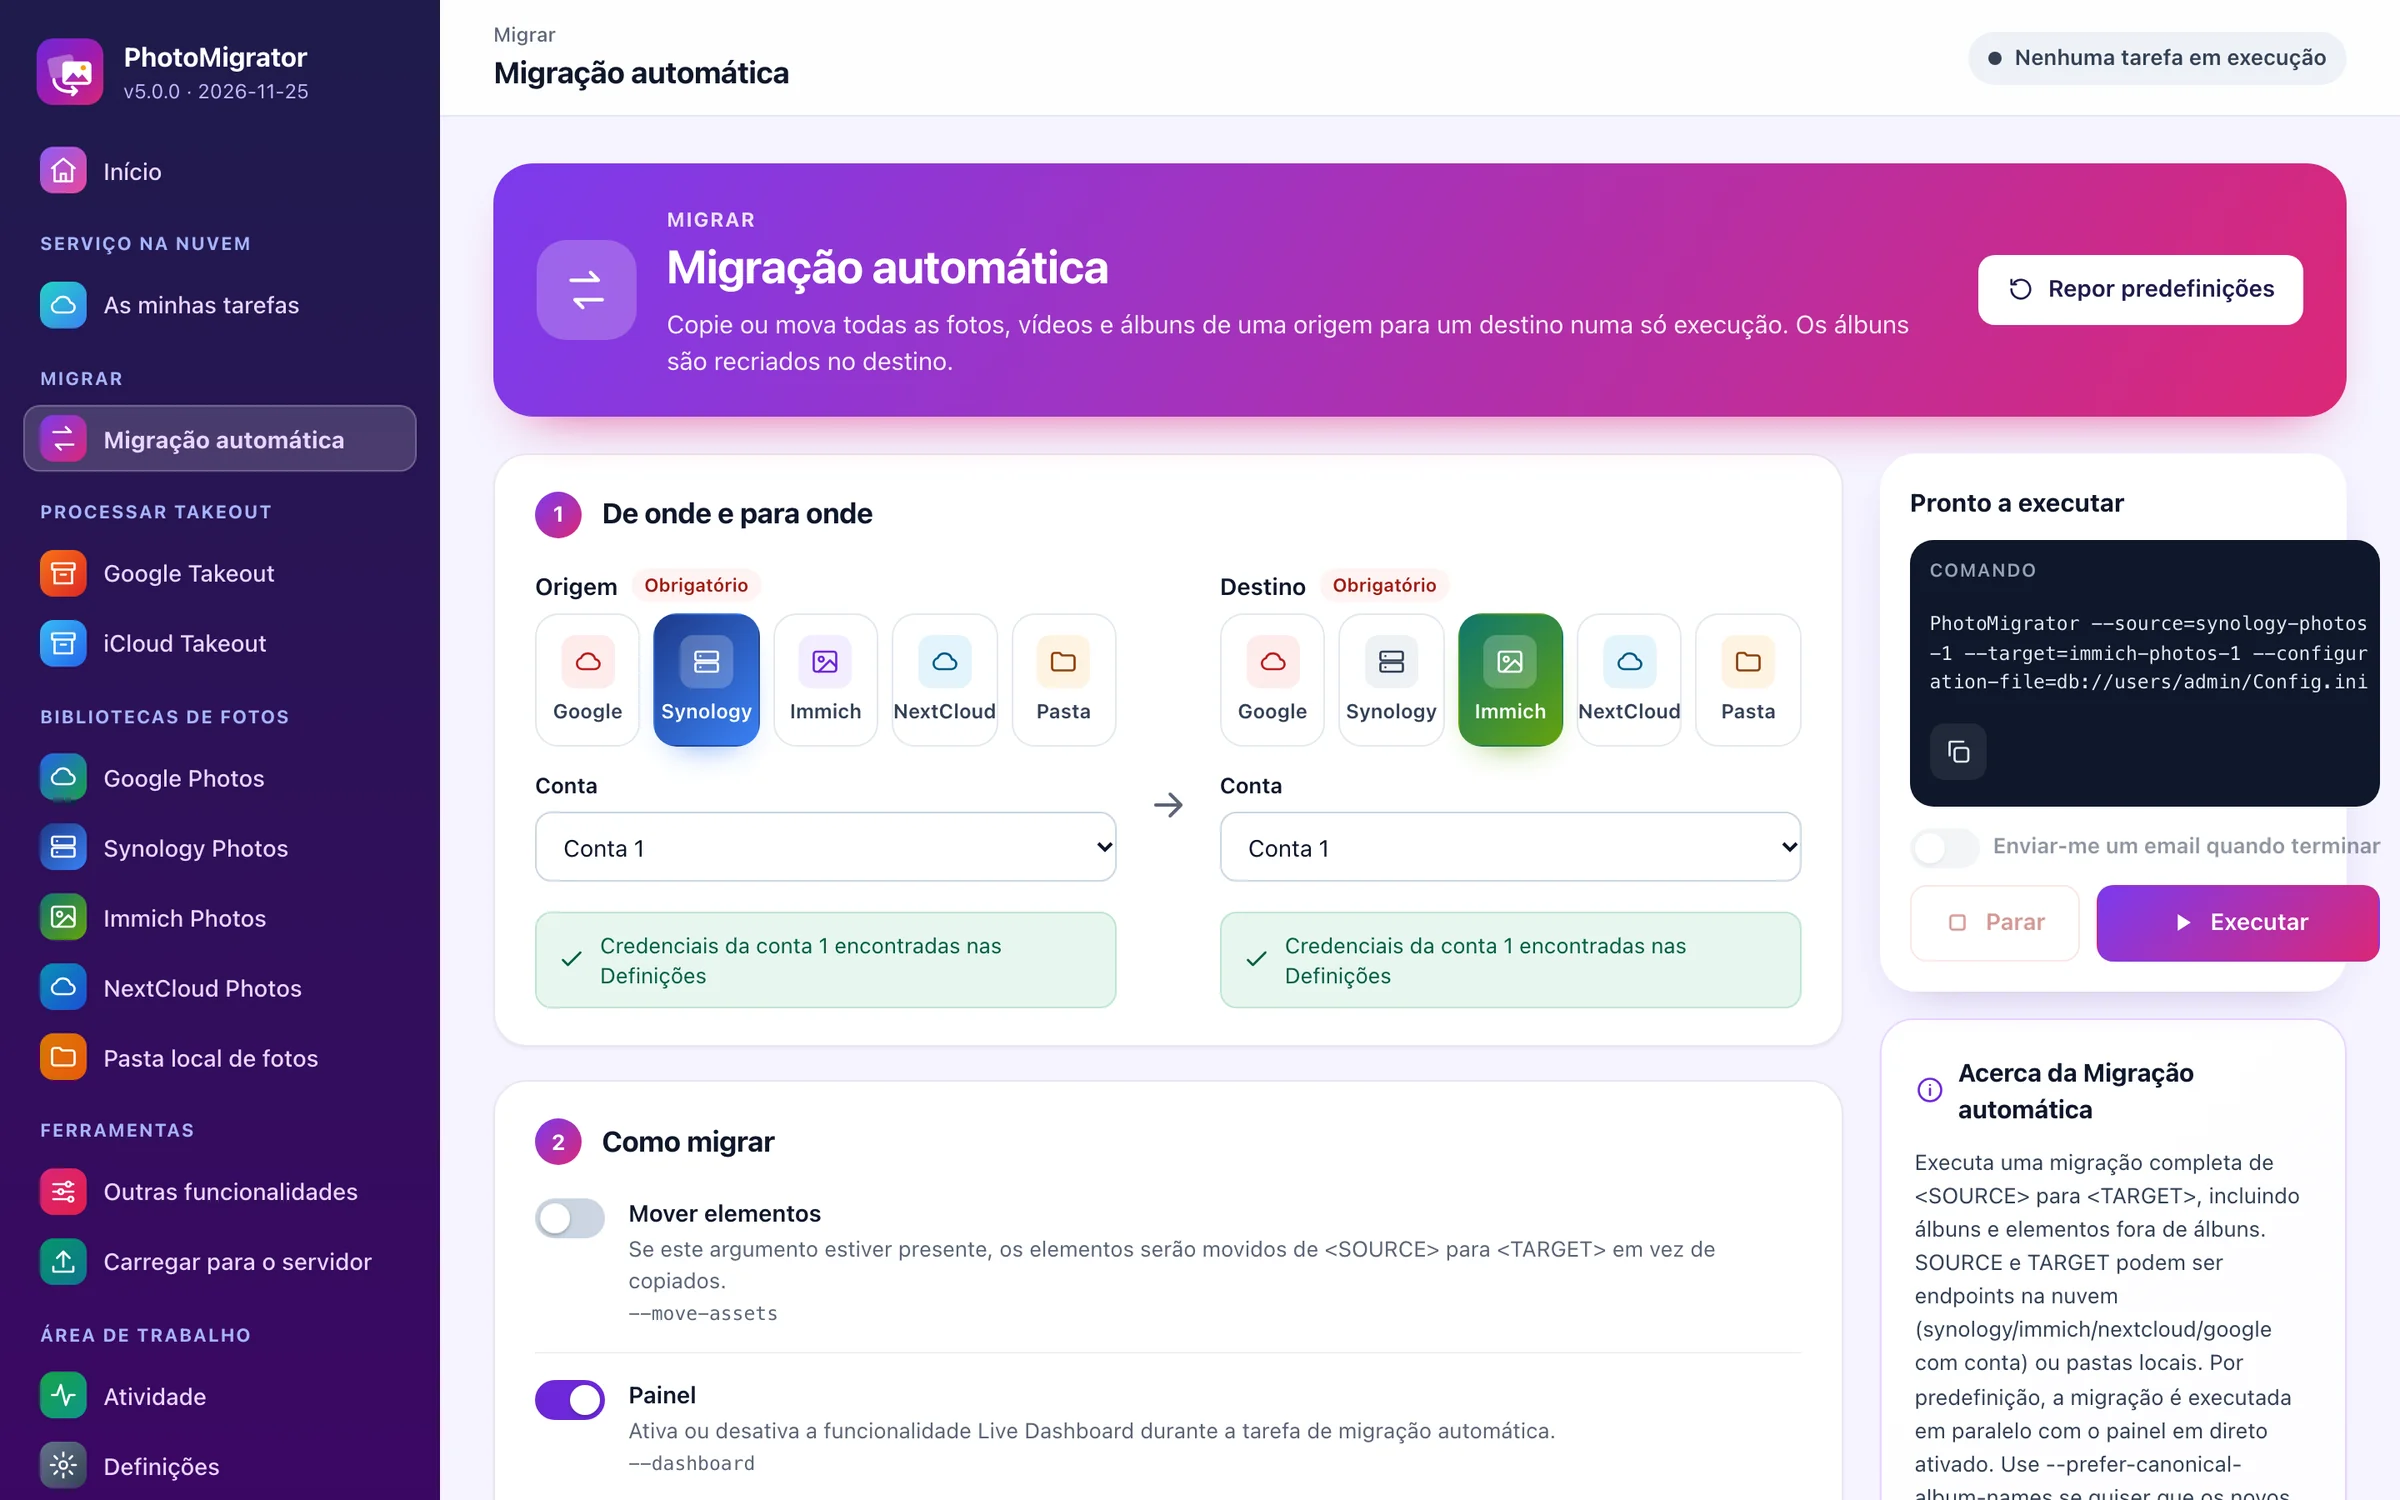 PhotoMigrator
v5.0.0 · 2026-11-25
Início
SERVIÇO NA NUVEM
As minhas tarefas
MIGRAR
Migração automática
PROCESSAR TAKEOUT
Google Takeout
iCloud Takeout
BIBLIOTECAS DE FOTOS
Google Photos
Synology Photos
Immich Photos
NextCloud Photos
Pasta local de fotos
FERRAMENTAS
Outras funcionalidades
Carregar para o servidor
ÁREA DE TRABALHO
Atividade
Definições
Migrar
Migração automática
Nenhuma tarefa em execução
MIGRAR
Migração automática
Copie ou mova todas as fotos, vídeos e álbuns de uma origem para um destino numa só execução. Os álbuns
são recriados no destino.
Repor predefinições
1 De onde e para onde
Origem Obrigatório
Google Synology Immich NextCloud Pasta
Conta
Conta 1
Credenciais da conta 1 encontradas nas
Definições
Destino Obrigatório
Google Synology Immich NextCloud Pasta
Conta
Conta 1
Credenciais da conta 1 encontradas nas
Definições
2 Como migrar
Mover elementos
Se este argumento estiver presente, os elementos serão movidos de <SOURCE> para <TARGET> em vez de
copiados.
--move-assets
Painel
Ativa ou desativa a funcionalidade Live Dashboard durante a tarefa de migração automática.
--dashboard
Pronto a executar
COMANDO
PhotoMigrator --source=synology-photos
-1 --target=immich-photos-1 --configur
ation-file=db://users/admin/Config.ini
Enviar-me um email quando terminar
Parar
Executar
Acerca da Migração
automática
Executa uma migração completa de
<SOURCE> para <TARGET>, incluindo
álbuns e elementos fora de álbuns.
SOURCE e TARGET podem ser
endpoints na nuvem
(synology/immich/nextcloud/google
com conta) ou pastas locais. Por
predefinição, a migração é executada
em paralelo com o painel em direto
ativado. Use --prefer-canonical-
album-names se quiser que os novos